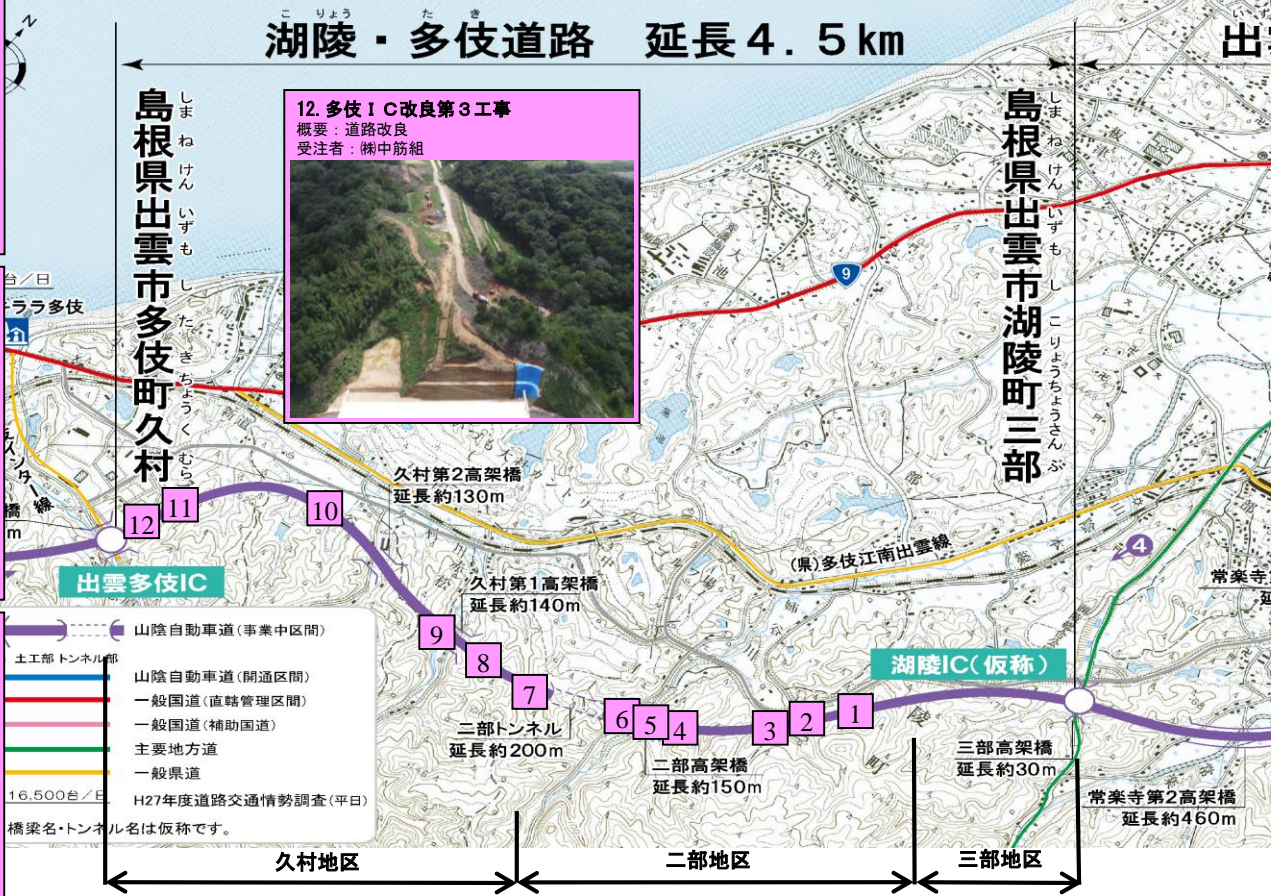 湖陵・多伎道路　延長4.5km
こりょう　たき
島根県出雲市多伎町久村
しまねけんいずもしたきちょうくむら
島根県出雲市湖陵町三部
しまねけんいずもしこりょうちょうさんぶ
12.多伎ＩＣ改良第３工事
概要：道路改良
受注者：㈱中筋組
N
台/日
ララ多伎
9
久村第2高架橋
延長約130m
(県)多伎江南出雲線
4
12
11
10
9
8
7
6
5
4
3
2
1
久村第1高架橋
延長約140m
出雲多伎IC
湖陵IC(仮称)
二部トンネル
延長約200m
二部高架橋
延長約150m
三部高架橋
延長約30m
常楽寺第2高架橋
延長約460m
常楽寺
山陰自動車道(事業中区間)
土工部 トンネル部
山陰自動車道(開通区間)
一般国道(直轄管理区間)
一般国道(補助国道)
主要地方道
一般県道
16,500台/日
H27年度道路交通情勢調査(平日)
橋梁名・トンネル名は仮称です。
久村地区
二部地区
三部地区